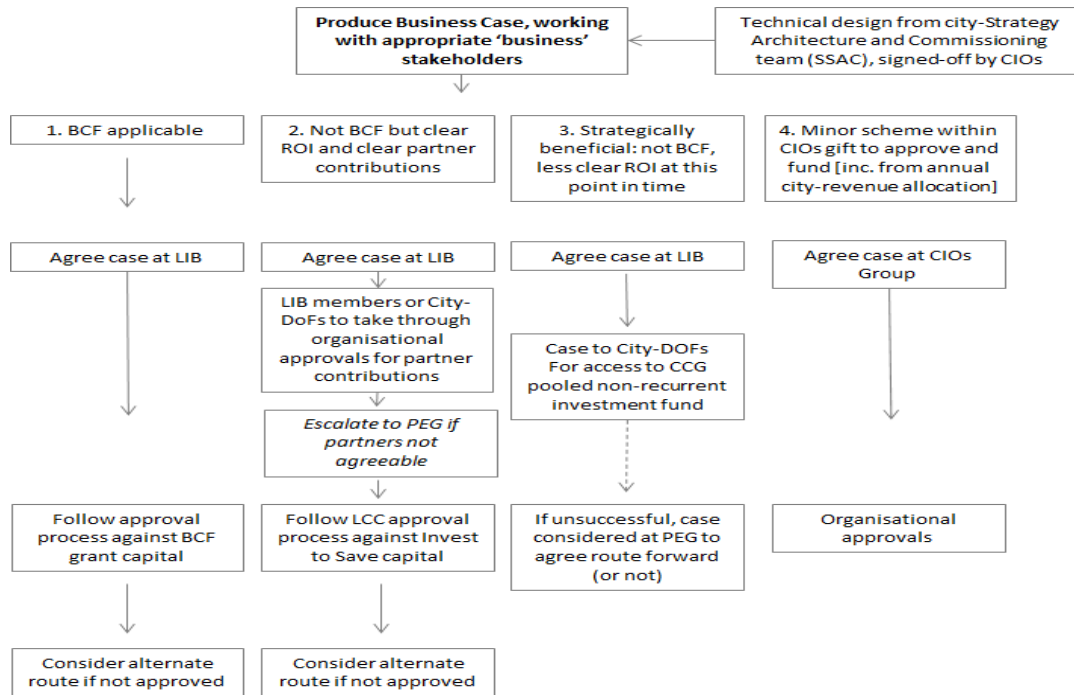 Produce Business Case, working
with appropriate ‘business’
stakeholders
Technical design from city-Strategy
Architecture and Commissioning
team (SSAC), signed-off by CIOs
1. BCF applicable
2. Not BCF but clear
ROI and clear partner
contributions
3. Strategically
beneficial: not BCF,
less clear ROI at this
point in time
4. Minor scheme within
CIOs gift to approve and
fund [inc. from annual
city-revenue allocation]
Agree case at LIB
Agree case at LIB
Agree case at LIB
Agree case at CIOs
Group
LIB members or City-
DoFs to take through
organisational
approvals for partner
contributions
Case to City-DOFs
For access to CCG
pooled non-recurrent
investment fund
Escalate to PEG if
partners not
agreeable
Follow approval
process against BCF
grant capital
Follow LCC approval
process against Invest
to Save capital
If unsuccessful, case
considered at PEG to
agree route forward
(or not)
Organisational
approvals
Consider alternate
route if not approved
Consider alternate
route if not approved